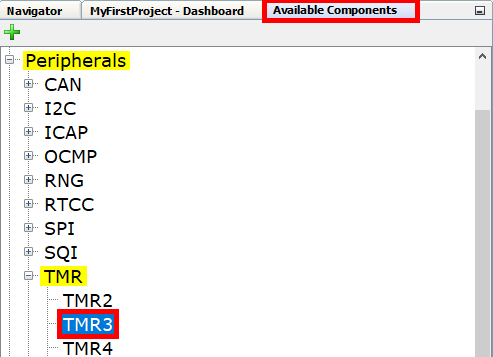 Navigator MyFirstProject - Dashboard Available Components
Peripherals
CAN
I2C
ICAP
OCMP
RNG
RTCC
SPI
SQI
TMR
TMR2
TMR3
TMR4